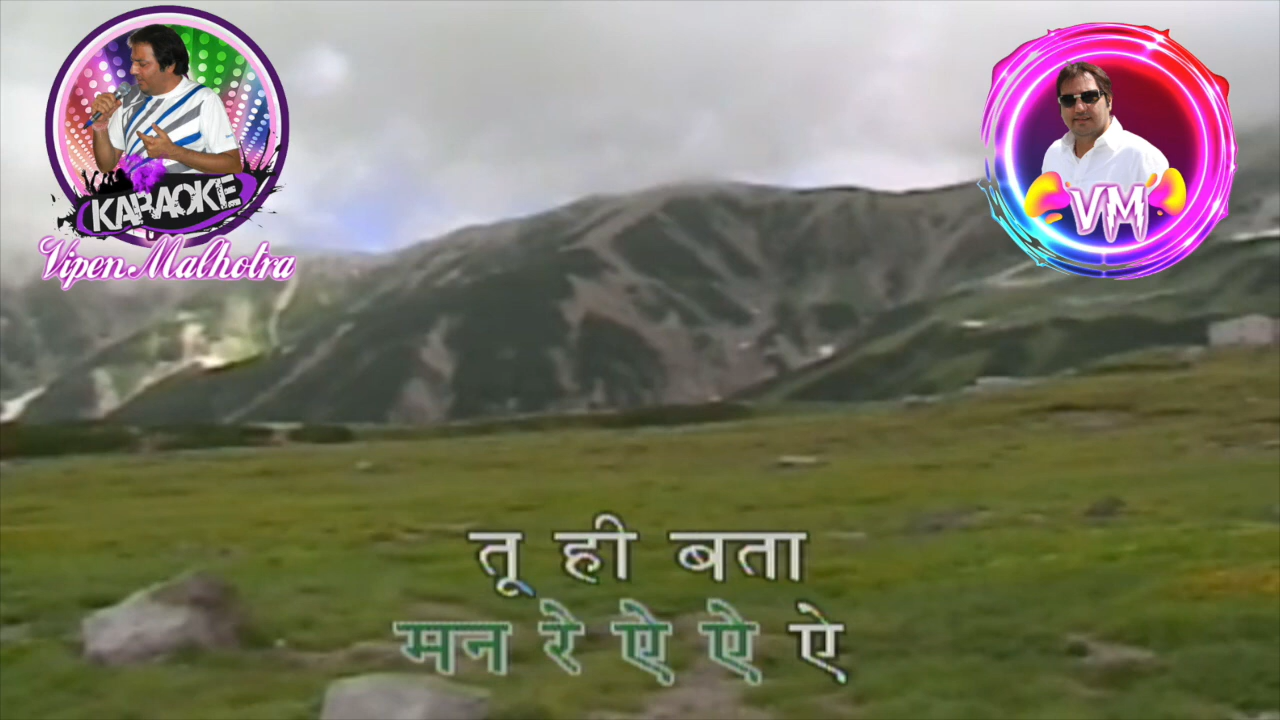 KARAOKE
Vipen Malhotra
VM
तू ही बता
मन रे ऐ ऐ ऐ